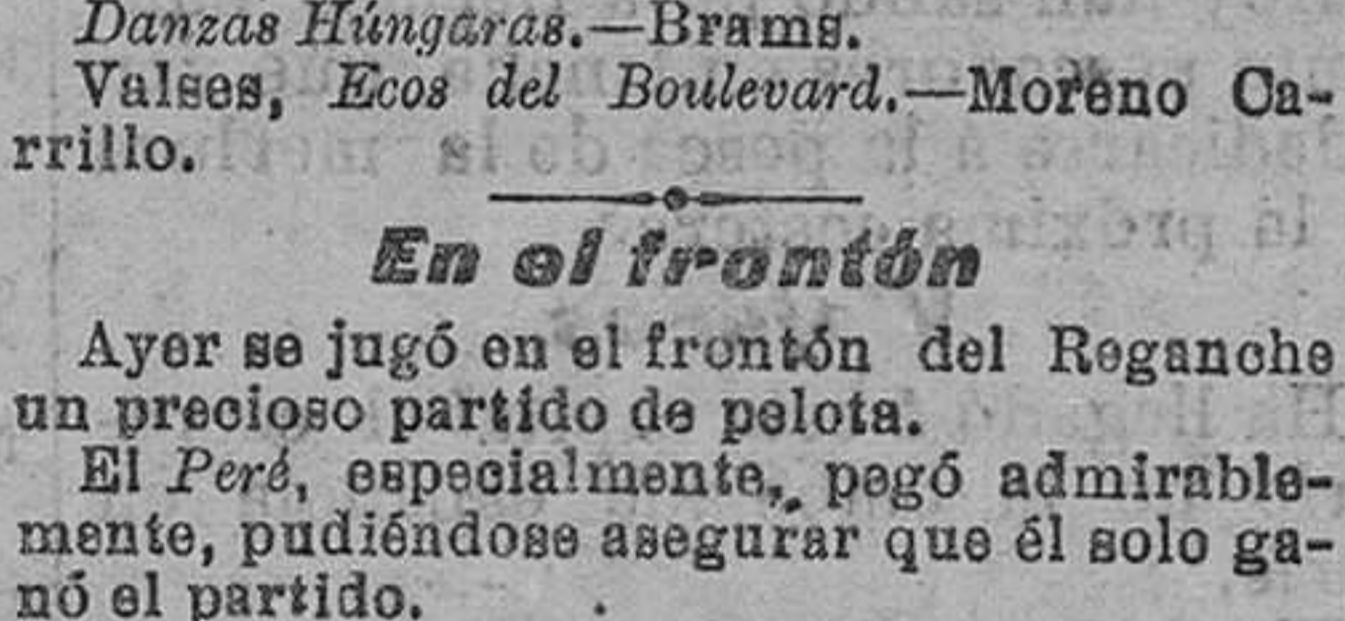 Danzas Húngaras.—Brams.
Valses, Ecos del Boulevard.—Moreno Ca-
rrillo.
En el frontón
Ayer se jugó en el frontón del Reganche
un precioso partido de pelota.
El Peré, especialmente, pegó admirable-
mente, pudiéndose asegurar que él solo ga-
nó el partido.